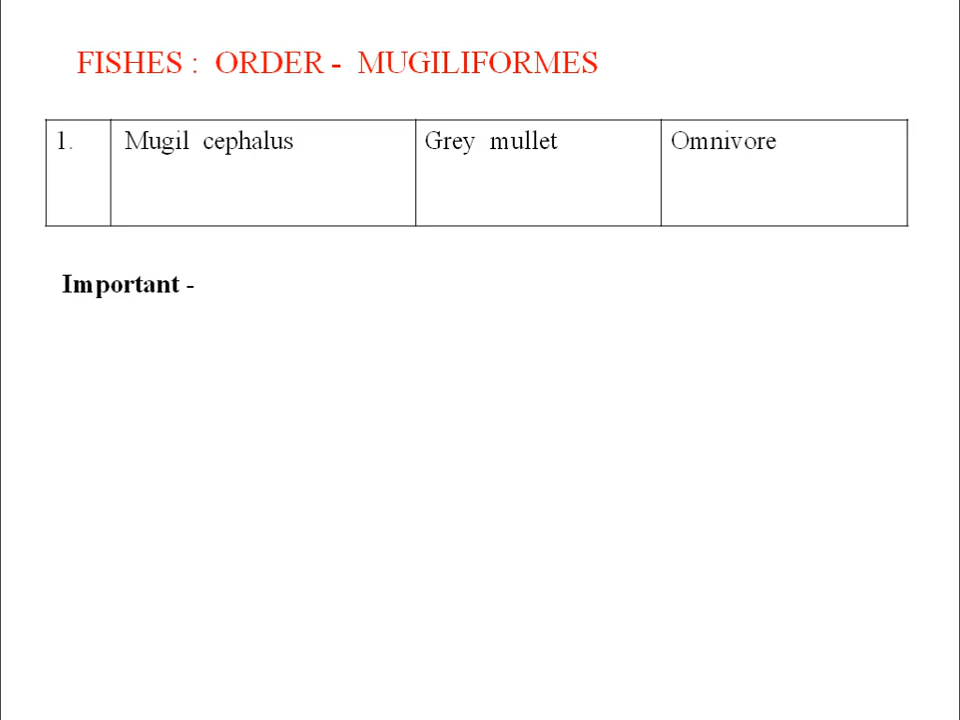 FISHES : ORDER - MUGILIFORMES
1. Mugil cephalus Grey mullet Omnivore
Important -